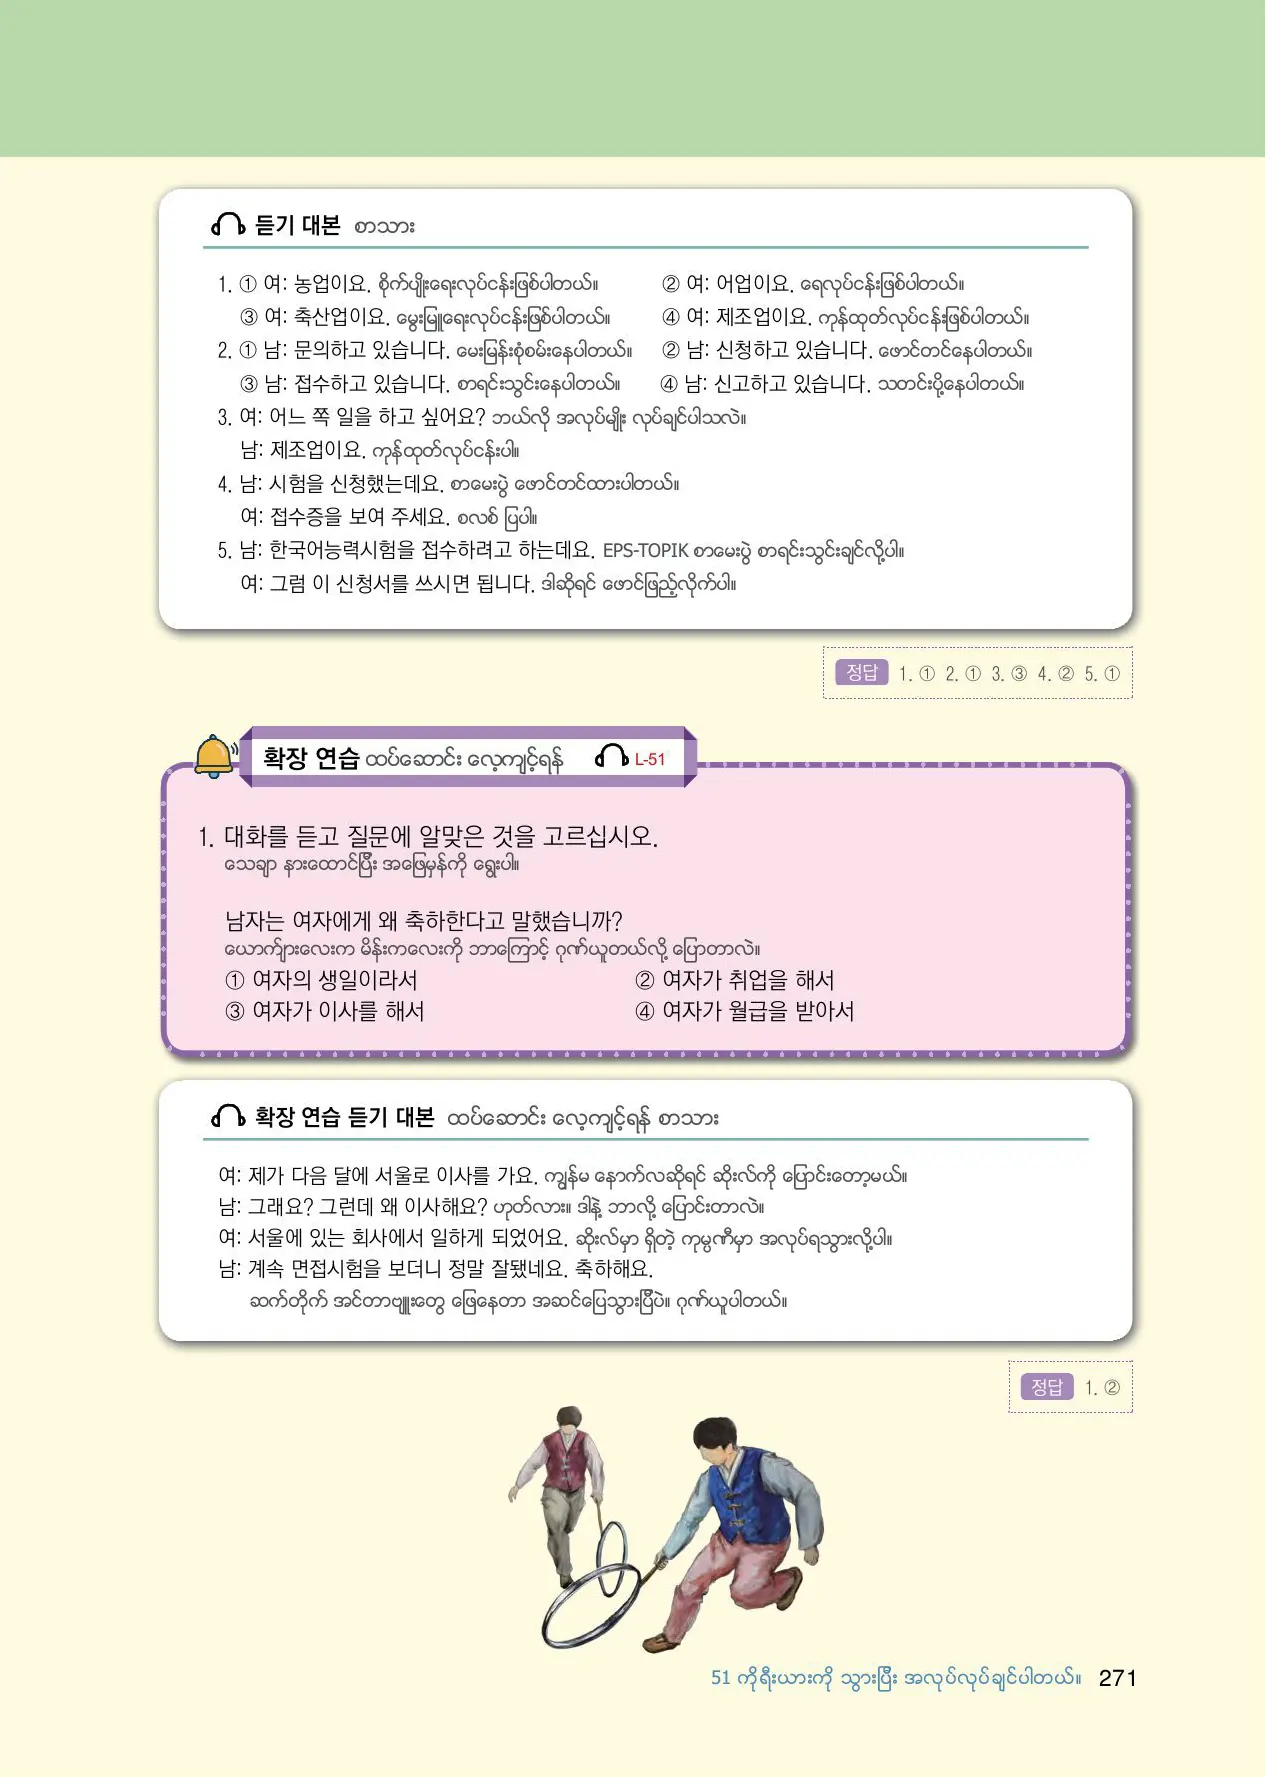 듣기 대본 စာသား
1. ① 여: 농업이요. စိုက်ပျိုးရေးလုပ်ငန်းဖြစ်ပါတယ်။ ② 여: 어업이요. ရေလုပ်ငန်းဖြစ်ပါတယ်။
③ 여: 축산업이요. မွေးမြူရေးလုပ်ငန်းဖြစ်ပါတယ်။ ④ 여: 제조업이요. ကုန်ထုတ်လုပ်ငန်းဖြစ်ပါတယ်။
2. ① 남: 문의하고 있습니다. မေးမြန်းစုံစမ်းနေပါတယ်။ ② 남: 신청하고 있습니다. ဖောင်တင်နေပါတယ်။
③ 남: 접수하고 있습니다. စာရင်းသွင်းနေပါတယ်။ ④ 남: 신고하고 있습니다. သတင်းပို့နေပါတယ်။
3. 여: 어느 쪽 일을 하고 싶어요? ဘယ်လို အလုပ်မျိုး လုပ်ချင်ပါသလဲ။
남: 제조업이요. ကုန်ထုတ်လုပ်ငန်းပါ။
4. 남: 시험을 신청했는데요. စာမေးပွဲ ဖောင်တင်ထားပါတယ်။
여: 접수증을 보여 주세요. စလစ် ပြပါ။
5. 남: 한국어능력시험을 접수하려고 하는데요. EPS-TOPIK စာမေးပွဲ စာရင်းသွင်းချင်လို့ပါ။
여: 그럼 이 신청서를 쓰시면 됩니다. ဒါဆိုရင် ဖောင်ဖြည့်လိုက်ပါ။
정답 1. ① 2. ① 3. ③ 4. ② 5. ①
확장 연습 ထပ်ဆောင်း လေ့ကျင့်ရန် L-51
1. 대화를 듣고 질문에 알맞은 것을 고르십시오.
သေချာ နားထောင်ပြီး အဖြေမှန်ကို ရွေးပါ။
남자는 여자에게 왜 축하한다고 말했습니까?
ယောက်ျားလေးက မိန်းကလေးကို ဘာကြောင့် ဂုဏ်ယူတယ်လို့ ပြောတာလဲ။
① 여자의 생일이라서 ② 여자가 취업을 해서
③ 여자가 이사를 해서 ④ 여자가 월급을 받아서
확장 연습 듣기 대본 ထပ်ဆောင်း လေ့ကျင့်ရန် စာသား
여: 제가 다음 달에 서울로 이사를 가요. ကျွန်မ နောက်လဆိုရင် ဆိုးလ်ကို ပြောင်းတော့မယ်။
남: 그래요? 그런데 왜 이사해요? ဟုတ်လား။ ဒါနဲ့ ဘာလို့ ပြောင်းတာလဲ။
여: 서울에 있는 회사에서 일하게 되었어요. ဆိုးလ်မှာ ရှိတဲ့ ကုမ္ပဏီမှာ အလုပ်ရသွားလို့ပါ။
남: 계속 면접시험을 보더니 정말 잘됐네요. 축하해요.
ဆက်တိုက် အင်တာဗျူးတွေ ဖြေနေတာ အဆင်ပြေသွားပြီပဲ။ ဂုဏ်ယူပါတယ်။
정답 1. ②
51 ကိုရီးယားကို သွားပြီး အလုပ်လုပ်ချင်ပါတယ်။ 271